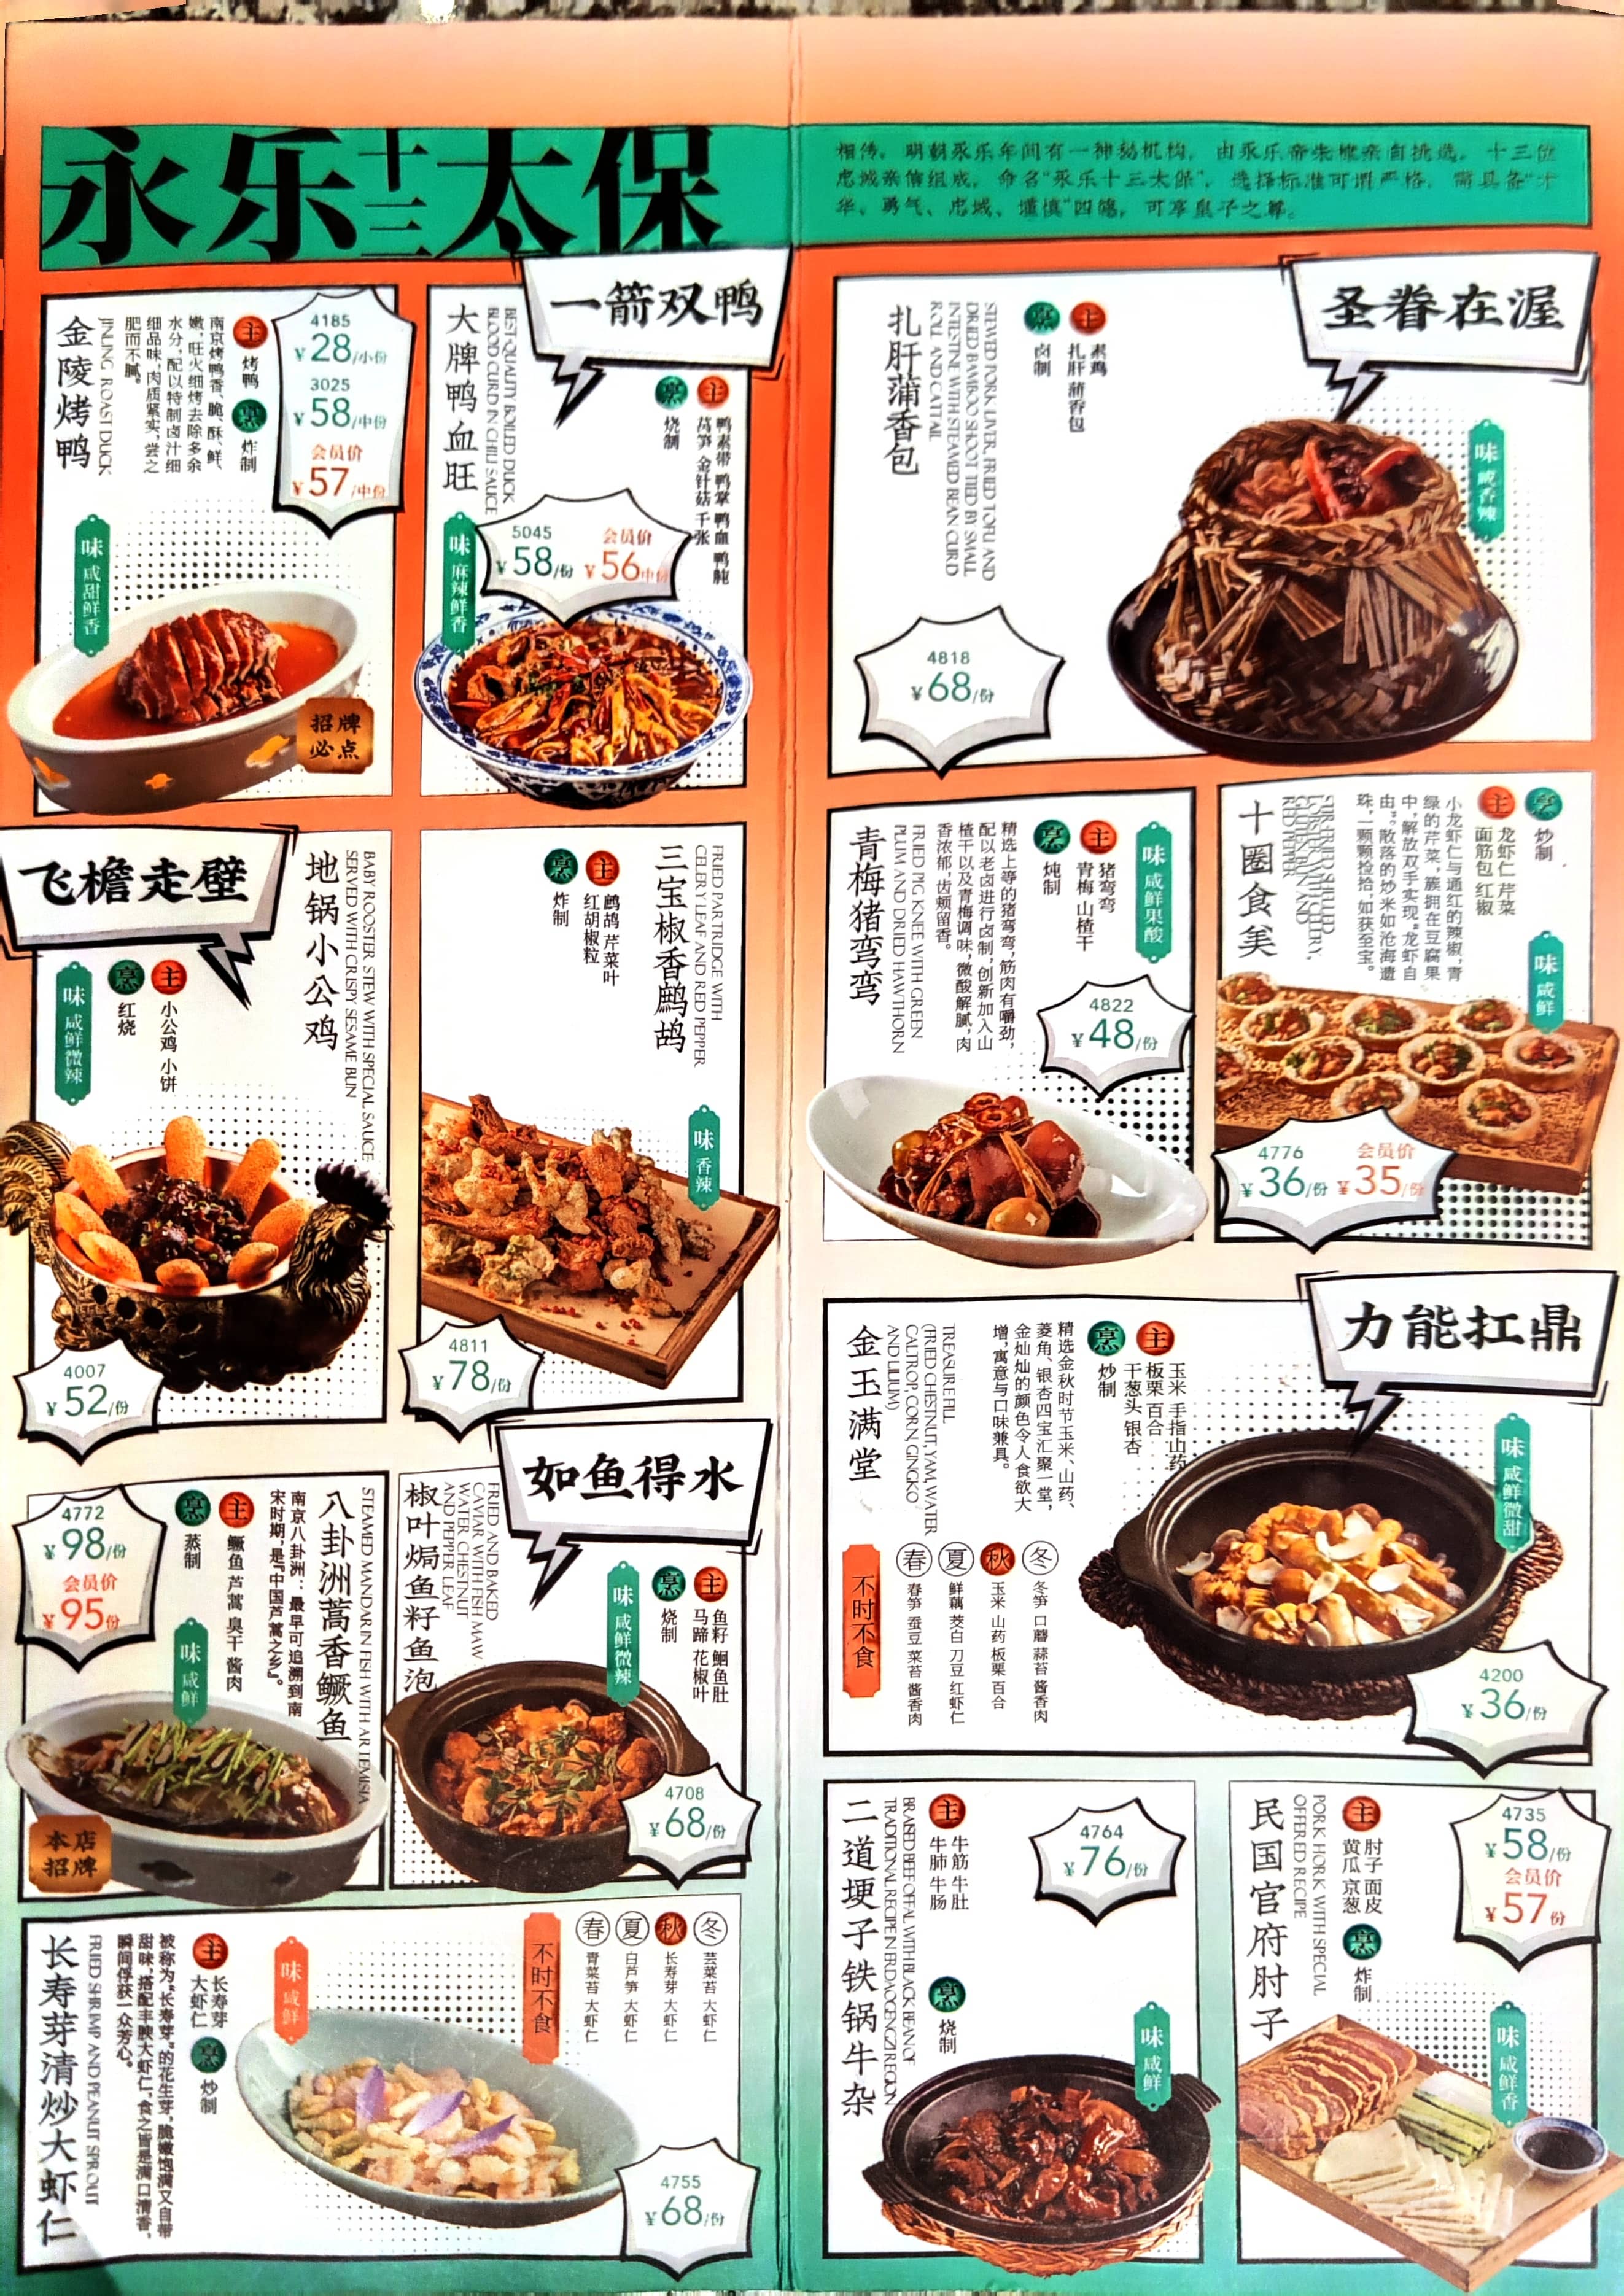 永乐十三太保
相传，明朝永乐年间有一神秘机构，由永乐帝朱棣亲自挑选，十三位
忠城亲信组成，命名“永乐十三太保”，选择标准可谓严格，需具备“才
华、勇气、忠城、谨慎”四德，可享皇子之尊。
金陵烤鸭
JINLING ROAST DUCK
南京烤鸭香、脆、酥、鲜、
嫩，旺火细烤去除多余
水分，配以特制卤汁细
细品味，肉质紧实，尝之
肥而不腻。
主 烤鸭
烹 炸制
4185
¥28/小份
3025
¥58/中份
会员价
¥57/中份
味 咸甜鲜香
招牌
必点
一箭双鸭
大牌鸭血旺
BEST-QUALITY BOILED DUCK
BLOOD CURD IN CHILI SAUCE
主 鸭素带 鸭掌 鸭血 鸭肫
莴笋 金针菇 千张
烹 烧制
味 麻辣鲜香
5045
¥58/份
会员价
¥56中份
圣眷在渥
扎肝蒲香包
STEWED PORK LIVER, FRIED TOFU AND
DRIED BAMBOO SHOOT TIED BY SMALL
INTESTINE WITH STEAMED BEAN CURD
ROLL AND CATTAIL
烹 卤制
主 素鸡
扎肝 蒲香包
味 咸香辣
4818
¥68/份
飞檐走壁
地锅小公鸡
BABY ROOSTER STEW WITH SPECIAL SAUCE
SERVED WITH CRISPY SESAME BUN
主 小公鸡 小饼
烹 红烧
味 咸鲜微辣
4007
¥52/份
三宝椒香鹧鸪
FRIED PARTRIDGE WITH
CELERY LEAF AND RED PEPPER
主 鹧鸪 芹菜叶
红胡椒粒
烹 炸制
味 香辣
4811
¥78/份
青梅猪弯弯
FRIED PIG KNEE WITH GREEN
PLUM AND DRIED HAWTHORN
精选上等的猪弯弯，筋肉有嚼劲，
配以老卤进行卤制，创新加入山
楂干以及青梅调味，微酸解腻，肉
香浓郁，齿颊留香。
烹 炖制
主 猪弯弯
青梅 山楂干
味 咸鲜果酸
4822
¥48/份
十圈食美
小龙虾仁与通红的辣椒，青
绿的芹菜，簇拥在豆腐果
中，解放双手实现“龙虾自
由”。散落的炒米如沧海遗
珠，一颗颗捡拾，如获至宝。
主 龙虾仁 芹菜
面筋包 红椒
烹 炒制
味 咸鲜
4776
¥36/份
会员价
¥35/份
如鱼得水
八卦洲蒿香鳜鱼
STEAMED MANDARIN FISH WITH ARTEMISIA
南京八卦洲：最早可追溯到南
宋时期，是“中国芦蒿之乡”。
主 鳜鱼 芦蒿 臭干 酱肉
烹 蒸制
4772
¥98/份
会员价
¥95/份
味 咸鲜
本店
招牌
椒叶焗鱼籽鱼泡
FRIED AND BAKED
CAVIAR WITH FISH MAW
WATER CHESTNUT
AND PEPPER LEAF
主 鱼籽 鮰鱼肚
马蹄 花椒叶
烹 烧制
味 咸鲜微辣
4708
¥68/份
力能扛鼎
金玉满堂
TREASURE FILL
(FRIED CHESTNUT, YAM, WATER
CALTROP, CORN, GINGKO
AND LILIUM)
精选金秋时节玉米、山药、
菱角、银杏四宝汇聚一堂，
金灿灿的颜色令人食欲大
增，寓意与口味兼具。
烹 炒制
主 玉米 手指山药
板栗 百合
干葱头 银杏
味 咸鲜微甜
不时不食
春 春笋 蚕豆 菜苔 酱香肉
夏 鲜藕 茭白 刀豆 红虾仁
秋 玉米 山药 板栗 百合
冬 冬笋 口蘑 蒜苔 酱香肉
4200
¥36/份
长寿芽清炒大虾仁
FRIED SHRIMP AND PEANUT SPROUT
被称为“长寿芽”的花生芽，脆嫩饱满又自带
甜味，搭配丰腴大虾仁，食之皆是满口清香，
瞬间俘获一众芳心。
主 长寿芽
大虾仁
烹 炒制
味 咸鲜
不时不食
春 青菜苔 大虾仁
夏 白芦笋 大虾仁
秋 长寿芽 大虾仁
冬 芸菜苔 大虾仁
4755
¥68/份
二道埂子铁锅牛杂
BRAISED BEEF OFFAL WITH BLACK BEAN OF
TRADITIONAL RECIPE IN ERDAOGENGZI REGION
主 牛筋 牛肚
牛肺 牛肠
烹 烧制
味 咸鲜
4764
¥76/份
民国官府肘子
PORK HORK WITH SPECIAL
OFFERED RECIPE
主 肘子 面皮
黄瓜 京葱
烹 炸制
味 咸鲜香
4735
¥58/份
会员价
¥57/份